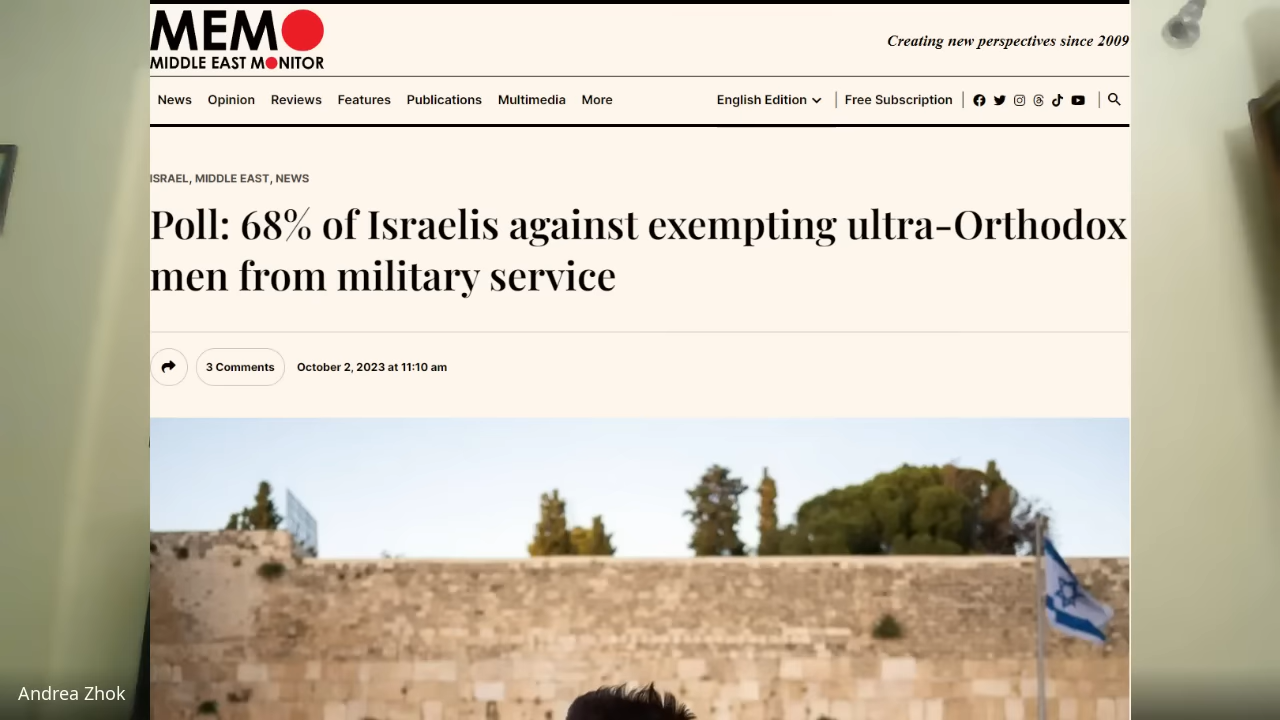 MEMO
MIDDLE EAST MONITOR
Creating new perspectives since 2009
News Opinion Reviews Features Publications Multimedia More English Edition Free Subscription
ISRAEL, MIDDLE EAST, NEWS
Poll: 68% of Israelis against exempting ultra-Orthodox
men from military service
3 Comments October 2, 2023 at 11:10 am
Andrea Zhok